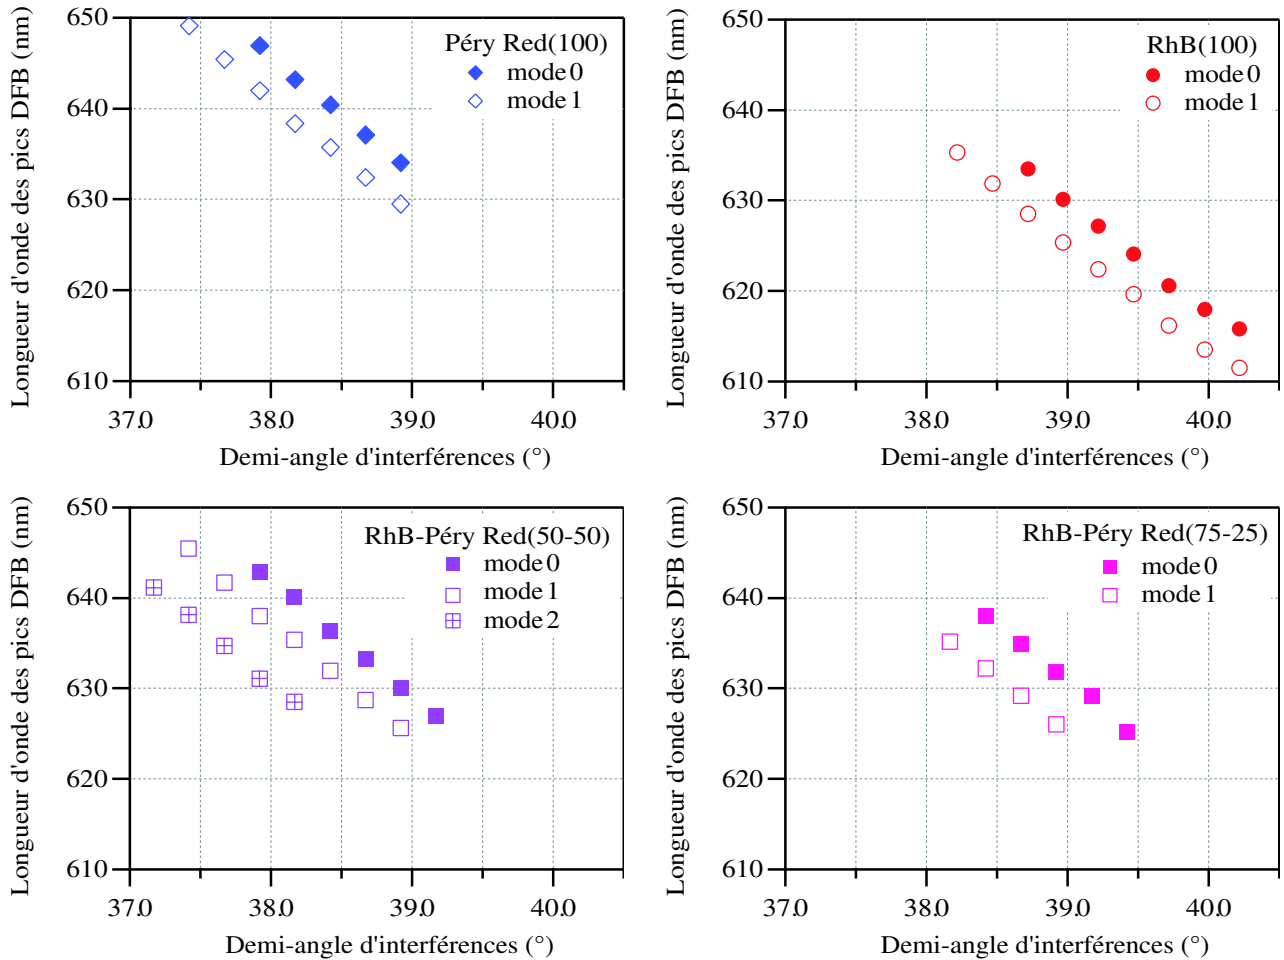 650
640
630
620
610
Longueur d'onde des pics DFB (nm)
Péry Red(100)
mode 0
mode 1
37.0
38.0
39.0
40.0
Demi-angle d'interférences (°)
650
640
630
620
610
Longueur d'onde des pics DFB (nm)
RhB(100)
mode 0
mode 1
37.0
38.0
39.0
40.0
Demi-angle d'interférences (°)
650
640
630
620
610
Longueur d'onde des pics DFB (nm)
RhB-Péry Red(50-50)
mode 0
mode 1
mode 2
37.0
38.0
39.0
40.0
Demi-angle d'interférences (°)
650
640
630
620
610
Longueur d'onde des pics DFB (nm)
RhB-Péry Red(75-25)
mode 0
mode 1
37.0
38.0
39.0
40.0
Demi-angle d'interférences (°)